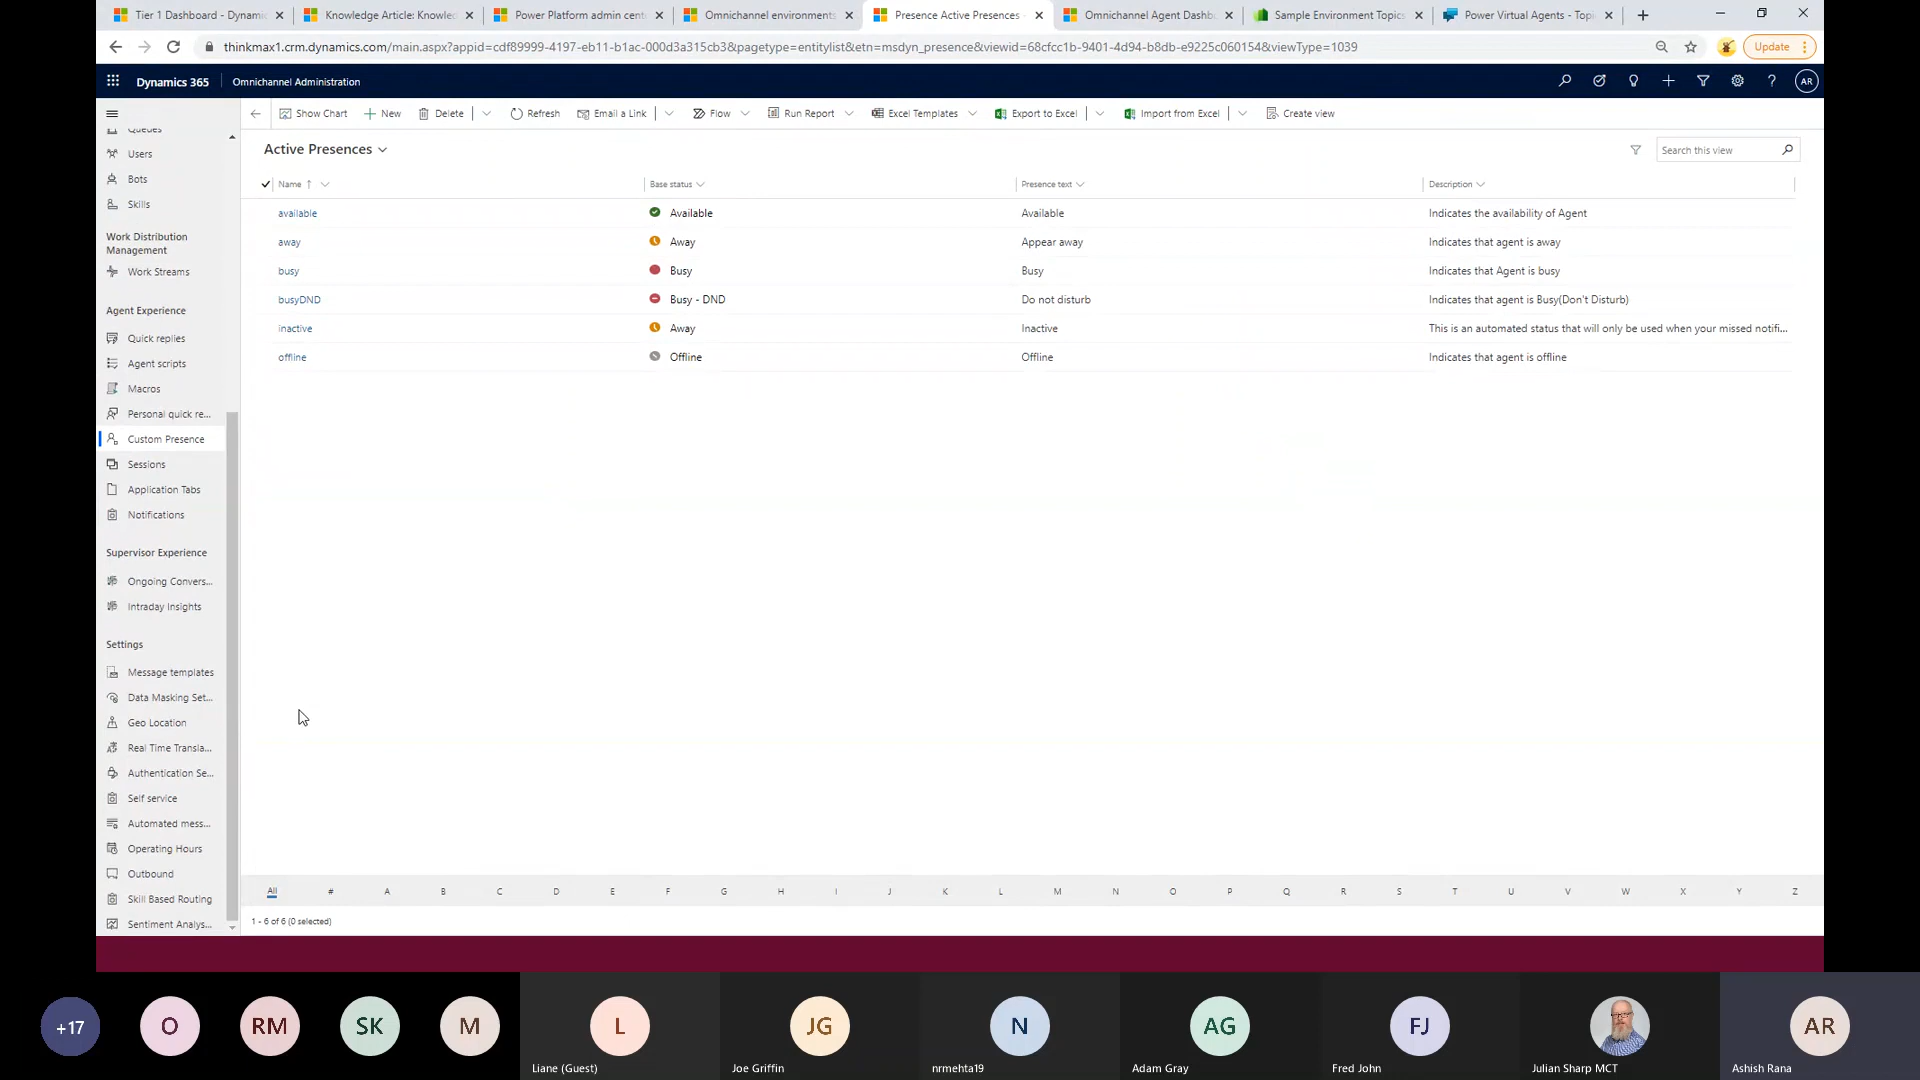 Tier 1 Dashboard - Dynamic
Knowledge Article: Knowled
Power Platform admin cent
Omnichannel environments
Presence Active Presences -
Omnichannel Agent Dashb
Sample Environment Topics
Power Virtual Agents - Topi
thinkmax1.crm.dynamics.com/main.aspx?appid=cdf89999-4197-eb11-b1ac-000d3a315cb3&pagetype=entitylist&etn=msdyn_presence&viewid=68cfcc1b-9401-4d94-b8db-e9225c060154&viewType=1039
Update
Dynamics 365
Omnichannel Administration
AR
Show Chart
New
Delete
Refresh
Email a Link
Flow
Run Report
Excel Templates
Export to Excel
Import from Excel
Create view
Queues
Users
Bots
Skills
Work Distribution
Management
Work Streams
Agent Experience
Quick replies
Agent scripts
Macros
Personal quick re...
Custom Presence
Sessions
Application Tabs
Notifications
Supervisor Experience
Ongoing Convers...
Intraday Insights
Settings
Message templates
Data Masking Set...
Geo Location
Real Time Transla...
Authentication Se...
Self service
Automated mess...
Operating Hours
Outbound
Skill Based Routing
Sentiment Analys...
Active Presences
Search this view
Name Base status Presence text Description
available Available Available Indicates the availability of Agent
away Away Appear away Indicates that agent is away
busy Busy Busy Indicates that Agent is busy
busyDND Busy - DND Do not disturb Indicates that agent is Busy(Don't Disturb)
inactive Away Inactive This is an automated status that will only be used when your missed notifi...
offline Offline Offline Indicates that agent is offline
All # A B C D E F G H I J K L M N O P Q R S T U V W X Y Z
1 - 6 of 6 (0 selected)
+17
O
RM
SK
M
L
Liane (Guest)
JG
Joe Griffin
N
nrmehta19
AG
Adam Gray
FJ
Fred John
Julian Sharp MCT
AR
Ashish Rana